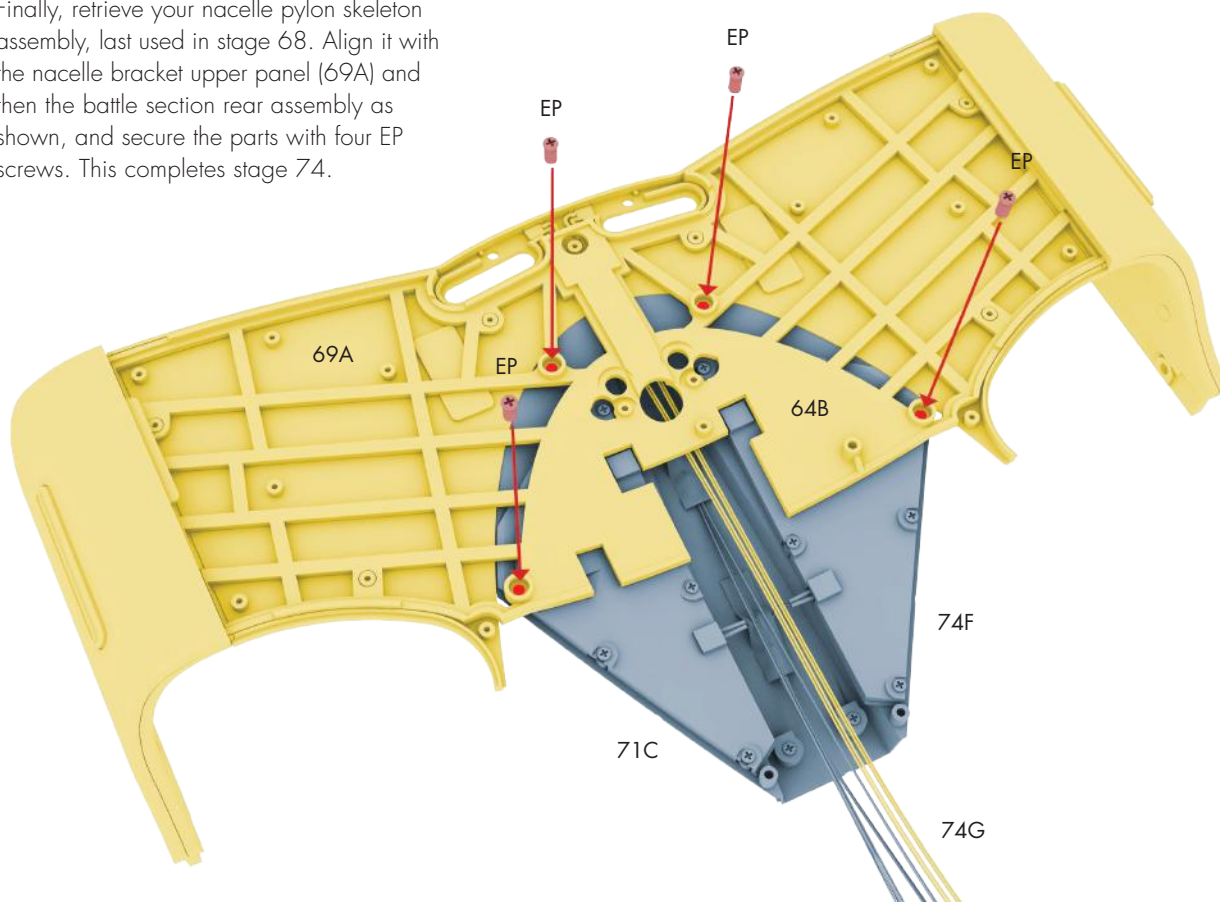 Finally, retrieve your nacelle pylon skeleton
assembly, last used in stage 68. Align it with
the nacelle bracket upper panel (69A) and
then the battle section rear assembly as
shown, and secure the parts with four EP
screws. This completes stage 74.
EP
EP
EP
69A
EP
64B
74F
71C
74G